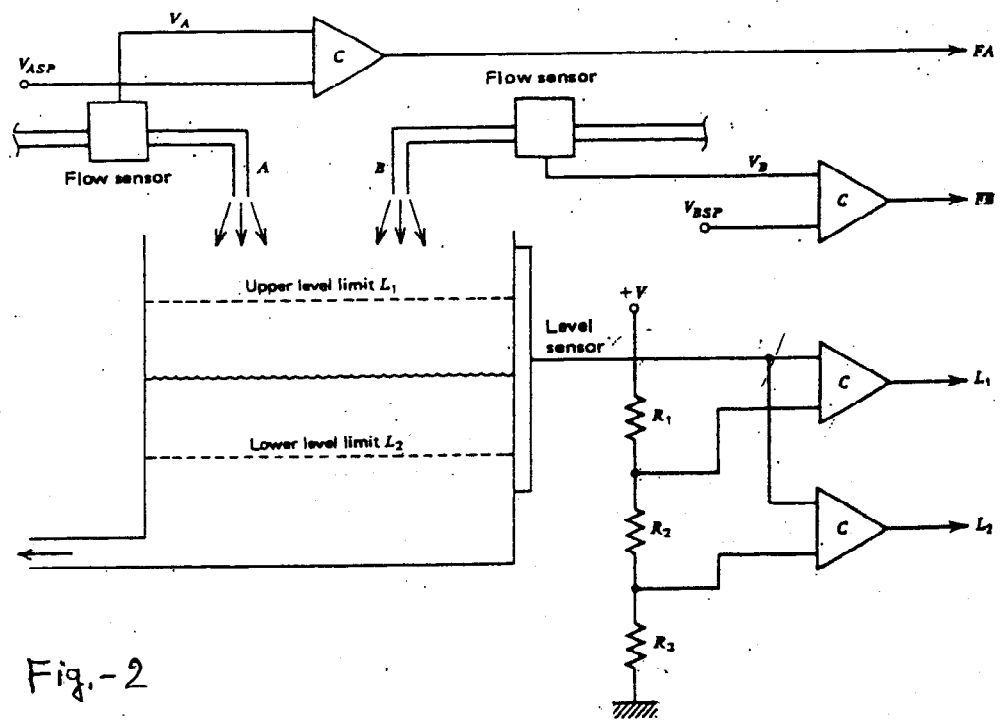 V_A
C
FA
V_ASP
Flow sensor
Flow sensor
A
B
V_B
C
FB
V_BSP
Upper level limit L₁
+V
Level
sensor
C
L₁
R₁
Lower level limit L₂
R₂
C
L₂
R₃
Fig.-2